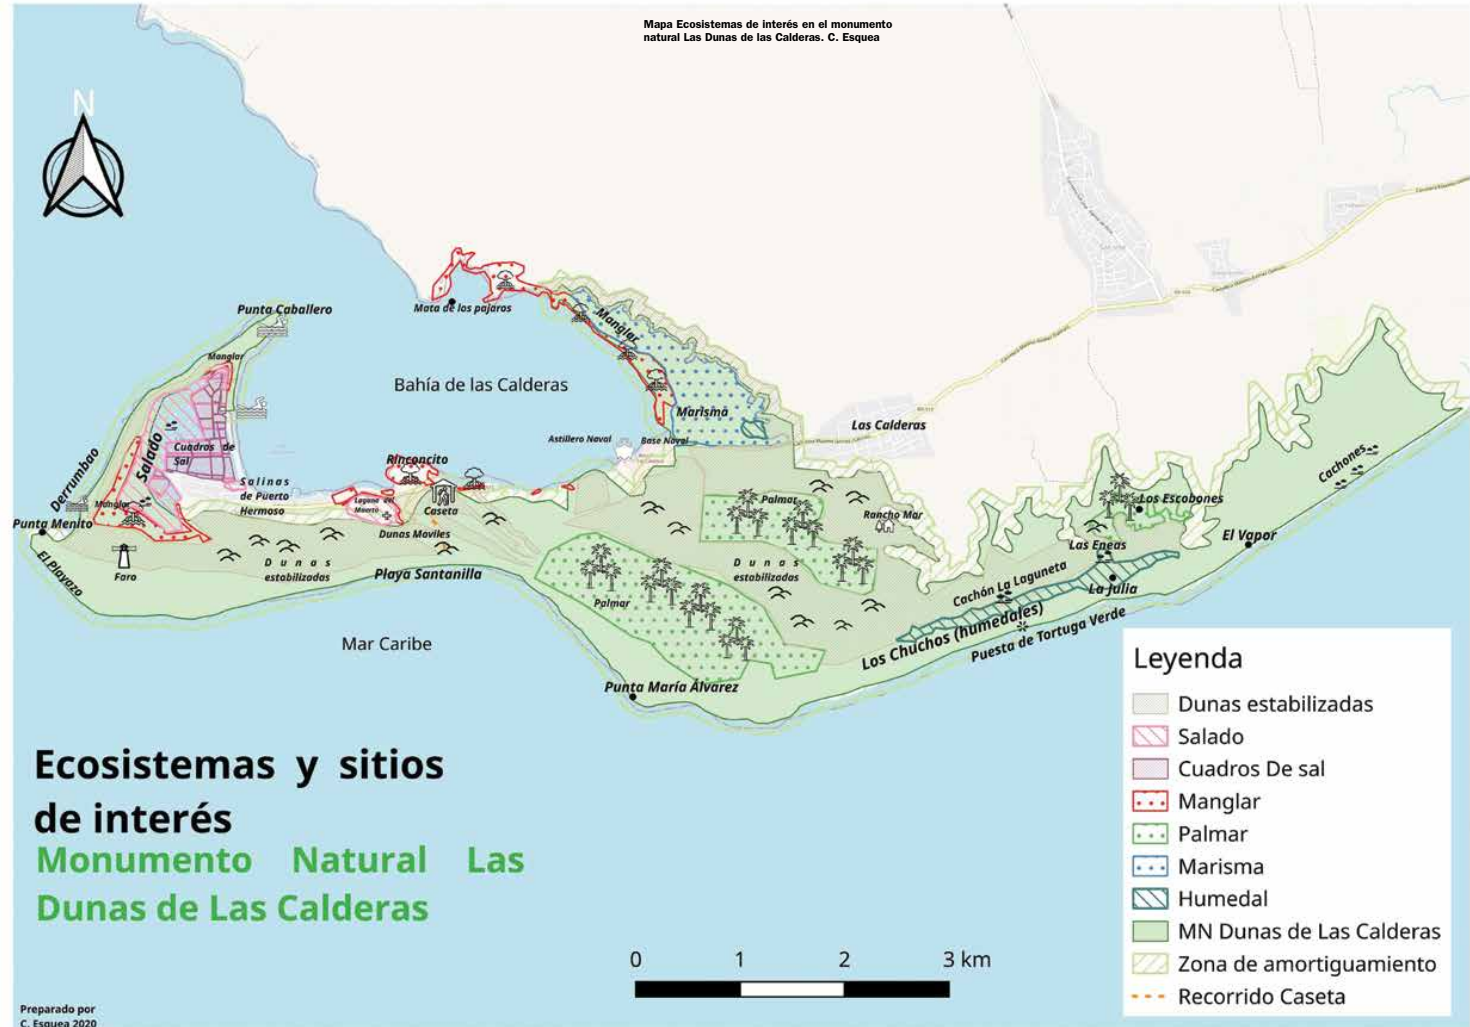 Mapa Ecosistemas de interés en el monumento
natural Las Dunas de las Calderas. C. Esquea
N
Punta Caballero
Mata de los pajaros
Manglar
Manglar
Bahía de las Calderas
Marisma
Las Calderas
Astillero Naval
Base Naval
Derrumbao
Salado
Cuadros de
Sal
Rinconcito
Salinas
de Puerto
Hermoso
Laguna del
Muerto
Caseta
Manglar
Punta Menito
Dunas Moviles
El Playazo
Faro
Dunas
estabilizadas
Playa Santanilla
Palmar
Rancho Mar
Dunas
estabilizadas
Palmar
Cachones
Los Escobones
El Vapor
Las Eneas
Cachón La Laguneta
La Julia
Los Chuchos (humedales)
Puesta de Tortuga Verde
Mar Caribe
Punta María Álvarez
Ecosistemas y sitios
de interés
Monumento Natural Las
Dunas de Las Calderas
Leyenda
Dunas estabilizadas
Salado
Cuadros De sal
Manglar
Palmar
Marisma
Humedal
MN Dunas de Las Calderas
Zona de amortiguamiento
Recorrido Caseta
0 1 2 3 km
Preparado por
C. Esquea 2020